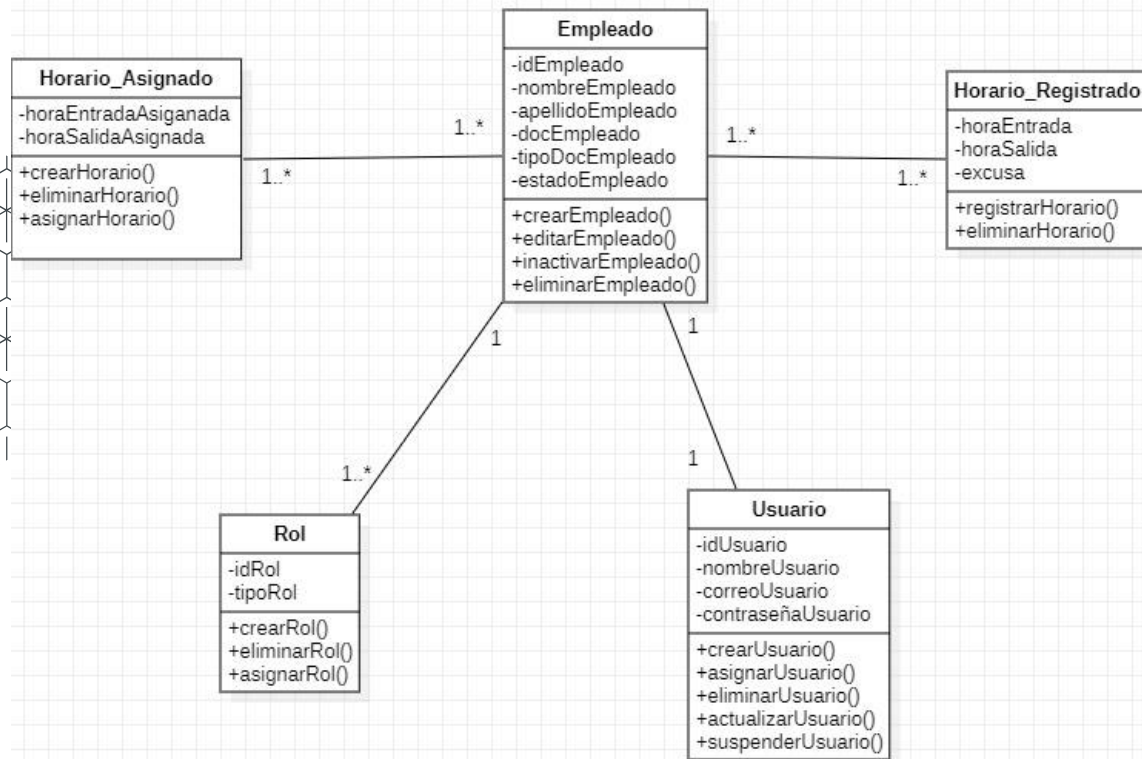 Empleado
-idEmpleado
-nombreEmpleado
-apellidoEmpleado
-docEmpleado
-tipoDocEmpleado
-estadoEmpleado
+crearEmpleado()
+editarEmpleado()
+inactivarEmpleado()
+eliminarEmpleado()
Horario_Asignado
-horaEntradaAsiganada
-horaSalidaAsignada
+crearHorario()
+eliminarHorario()
+asignarHorario()
1..*
1..*
Horario_Registrado
-horaEntrada
-horaSalida
-excusa
+registrarHorario()
+eliminarHorario()
1..*
1..*
1
1..*
1
1
Rol
-idRol
-tipoRol
+crearRol()
+eliminarRol()
+asignarRol()
Usuario
-idUsuario
-nombreUsuario
-correoUsuario
-contraseñaUsuario
+crearUsuario()
+asignarUsuario()
+eliminarUsuario()
+actualizarUsuario()
+suspenderUsuario()